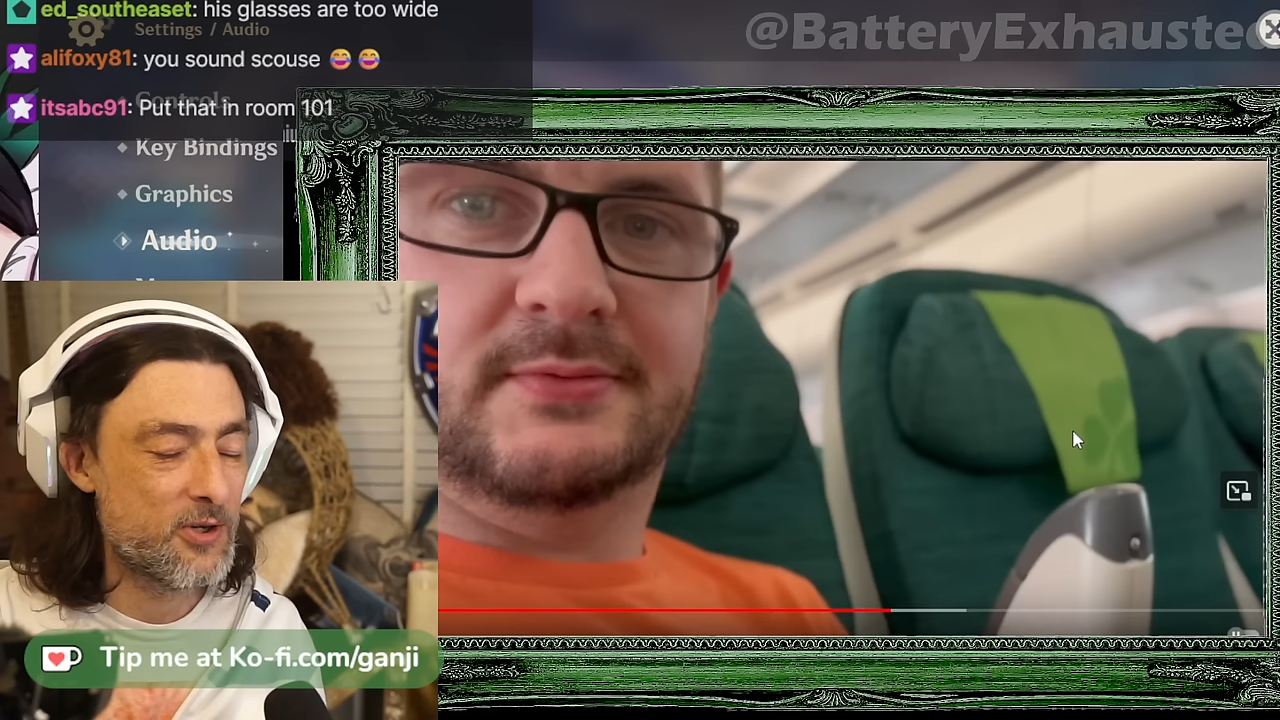 ed_southeaset: his glasses are too wide
Settings / Audio
@BatteryExhausted
alifoxy81: you sound scouse 😂😂
Controls
itsabc91: Put that in room 101
Key Bindings
Graphics
Audio
Tip me at Ko-fi.com/ganji